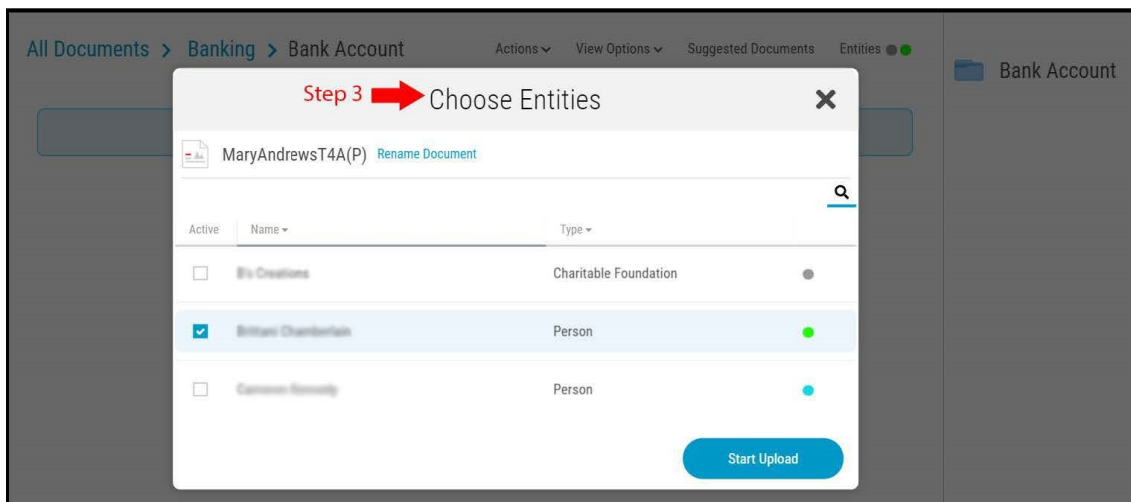 All Documents > Banking > Bank Account Actions View Options Suggested Documents Entities
Bank Account
Step 3 Choose Entities
MaryAndrewsT4A(P) Rename Document
Active Name Type
Charitable Foundation
Person
Person
Start Upload